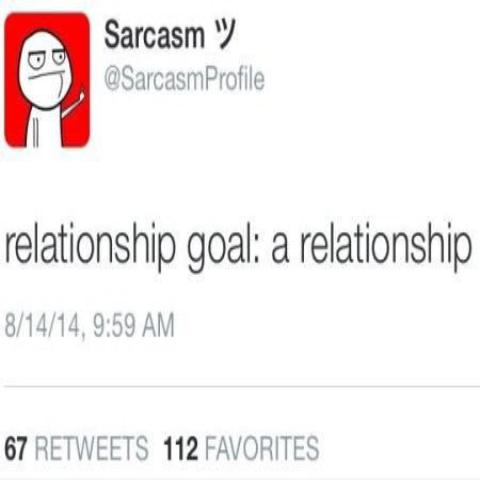 Sarcasm ツ
@SarcasmProfile
relationship goal: a relationship
8/14/14, 9:59 AM
67 RETWEETS 112 FAVORITES